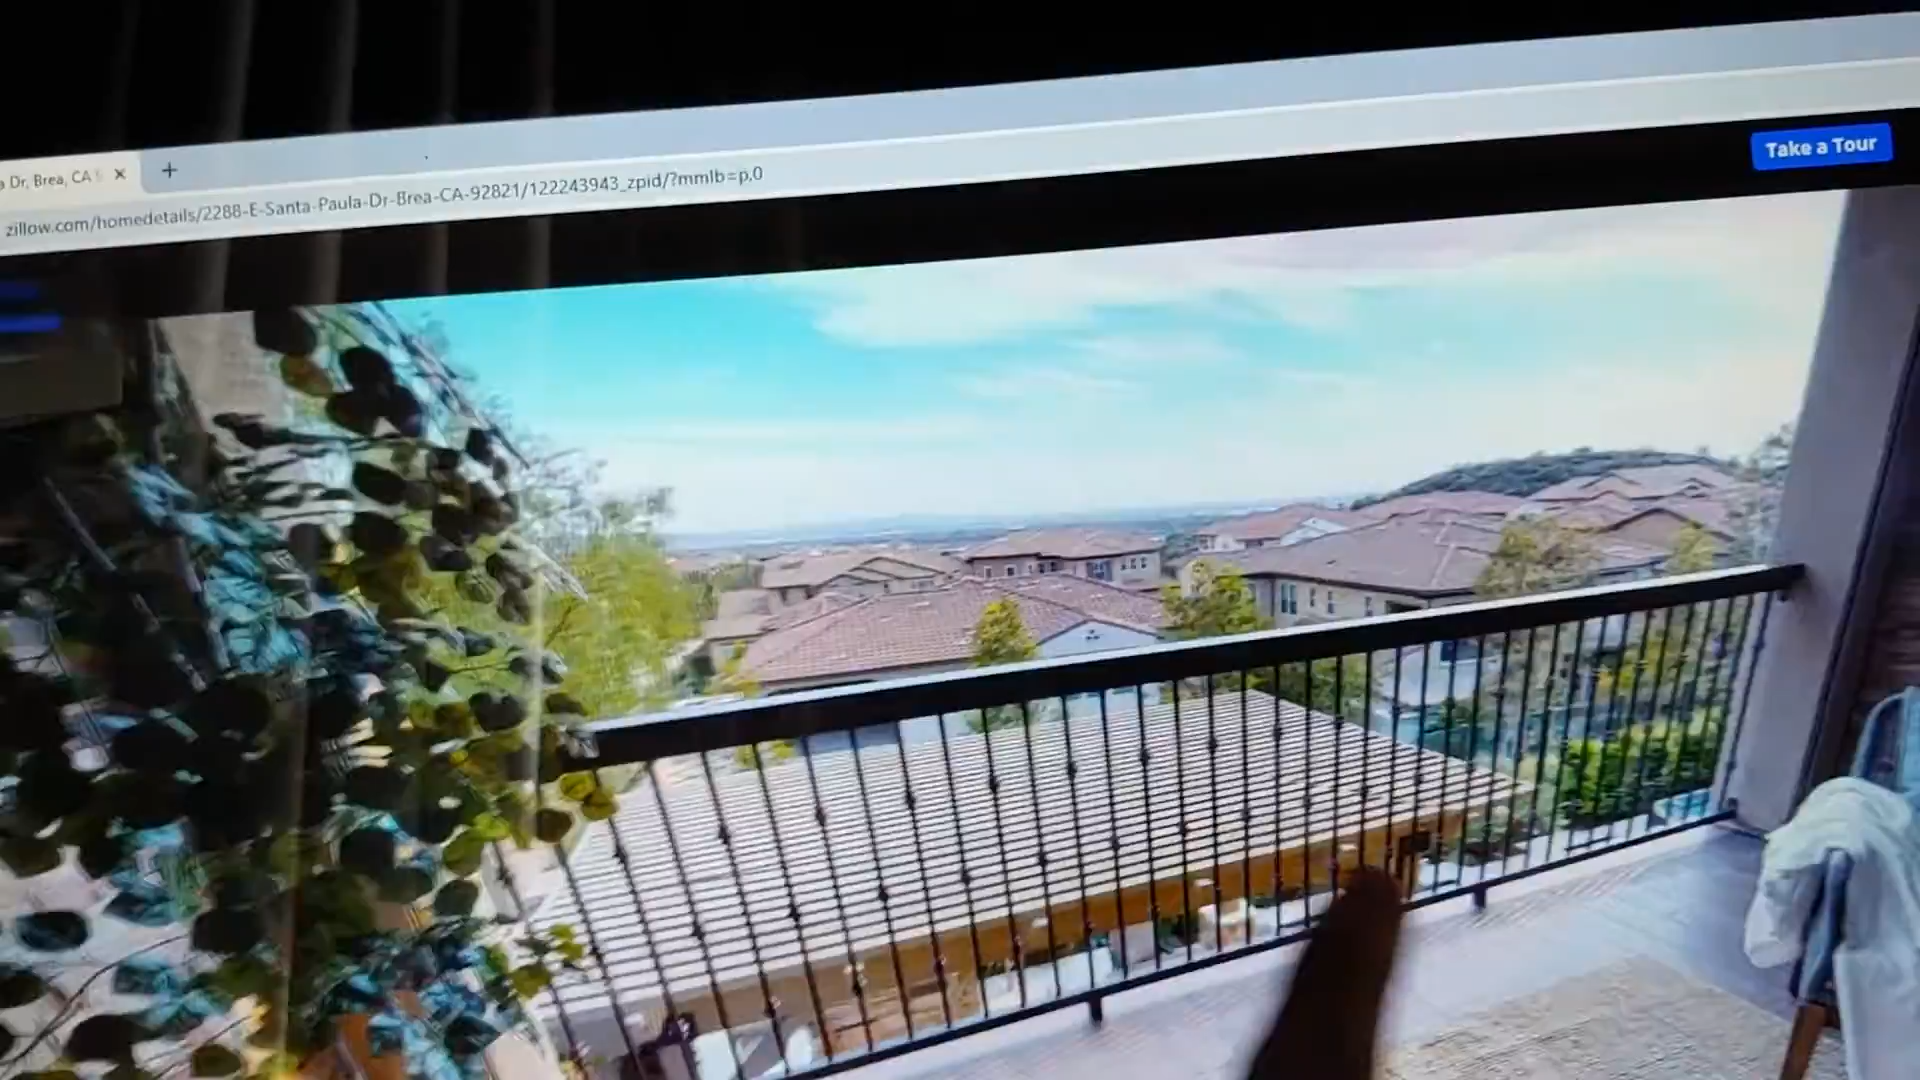 a Dr, Brea, CA
zillow.com/homedetails/2288-E-Santa-Paula-Dr-Brea-CA-92821/122243943_zpid/?mmlb=p,0
Take a Tour